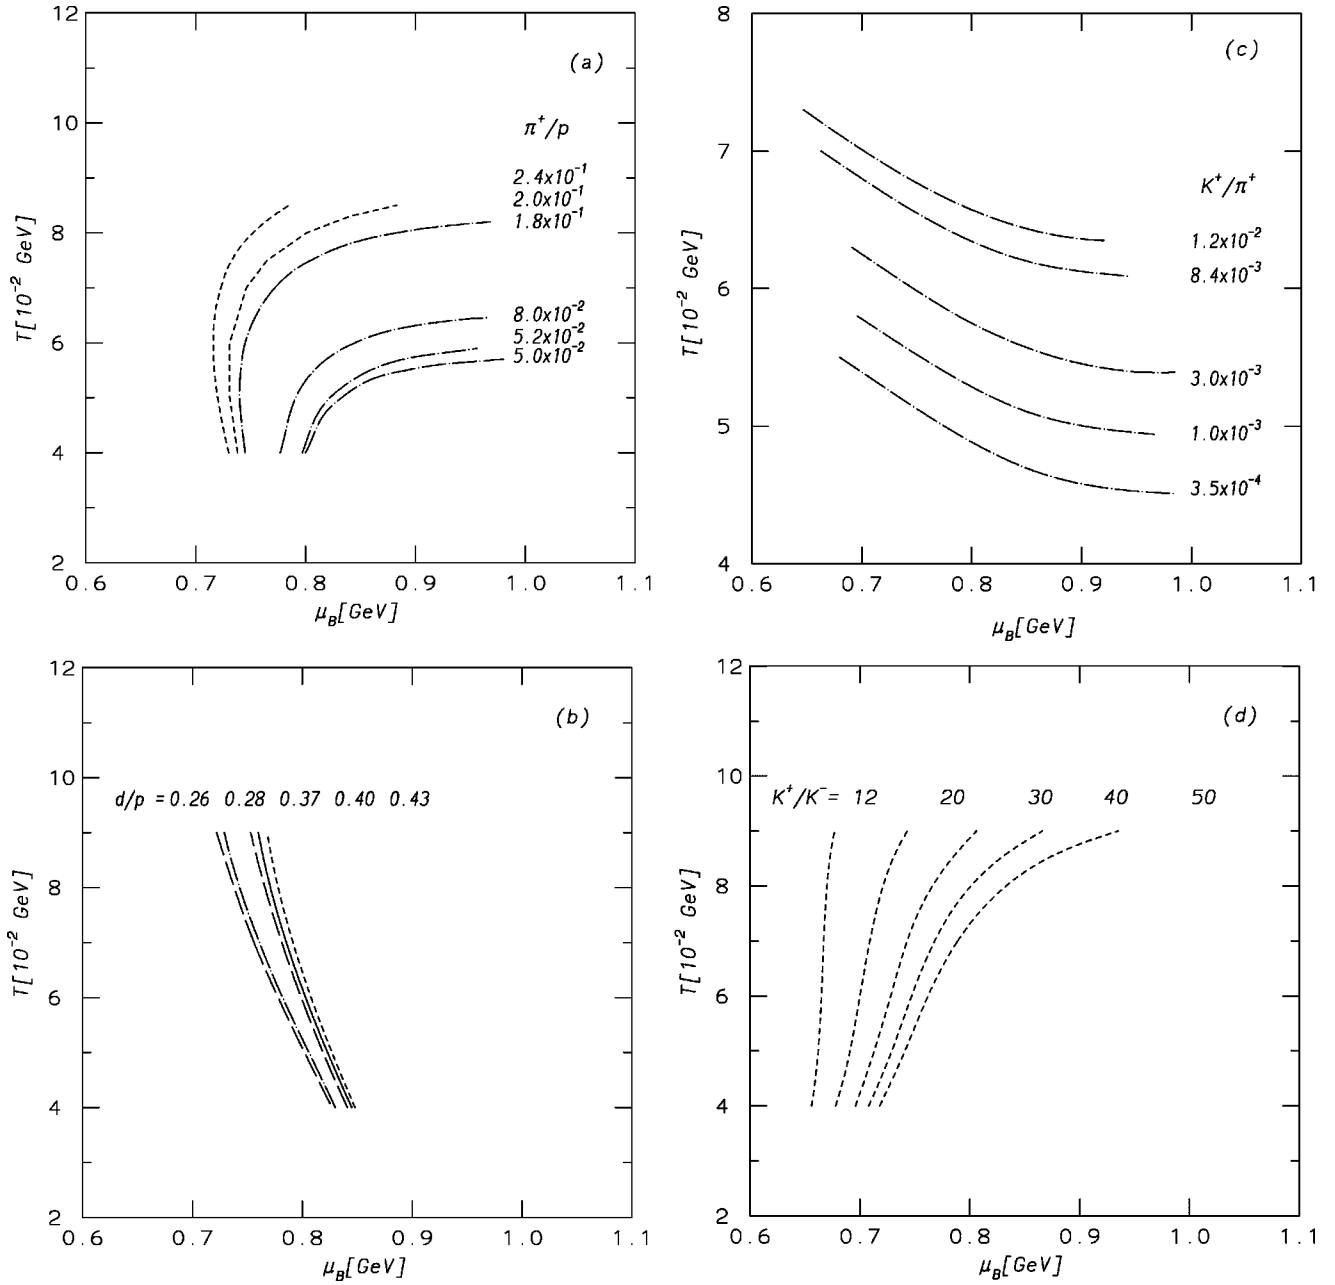 12
(a)
π⁺/p
10
2.4x10⁻¹
2.0x10⁻¹
1.8x10⁻¹
8
T[10⁻² GeV]
8.0x10⁻²
6
5.2x10⁻²
5.0x10⁻²
4
2
0.6 0.7 0.8 0.9 1.0 1.1
μ_B[GeV]
8
(c)
7
K⁺/π⁺
T[10⁻² GeV]
1.2x10⁻²
8.4x10⁻³
6
3.0x10⁻³
5
1.0x10⁻³
3.5x10⁻⁴
4
0.6 0.7 0.8 0.9 1.0 1.1
μ_B[GeV]
12
(b)
10
d/p = 0.26 0.28 0.37 0.40 0.43
8
T[10⁻² GeV]
6
4
2
0.6 0.7 0.8 0.9 1.0 1.1
μ_B[GeV]
12
(d)
10
K⁺/K⁻= 12 20 30 40 50
8
T[10⁻² GeV]
6
4
2
0.6 0.7 0.8 0.9 1.0 1.1
μ_B[GeV]